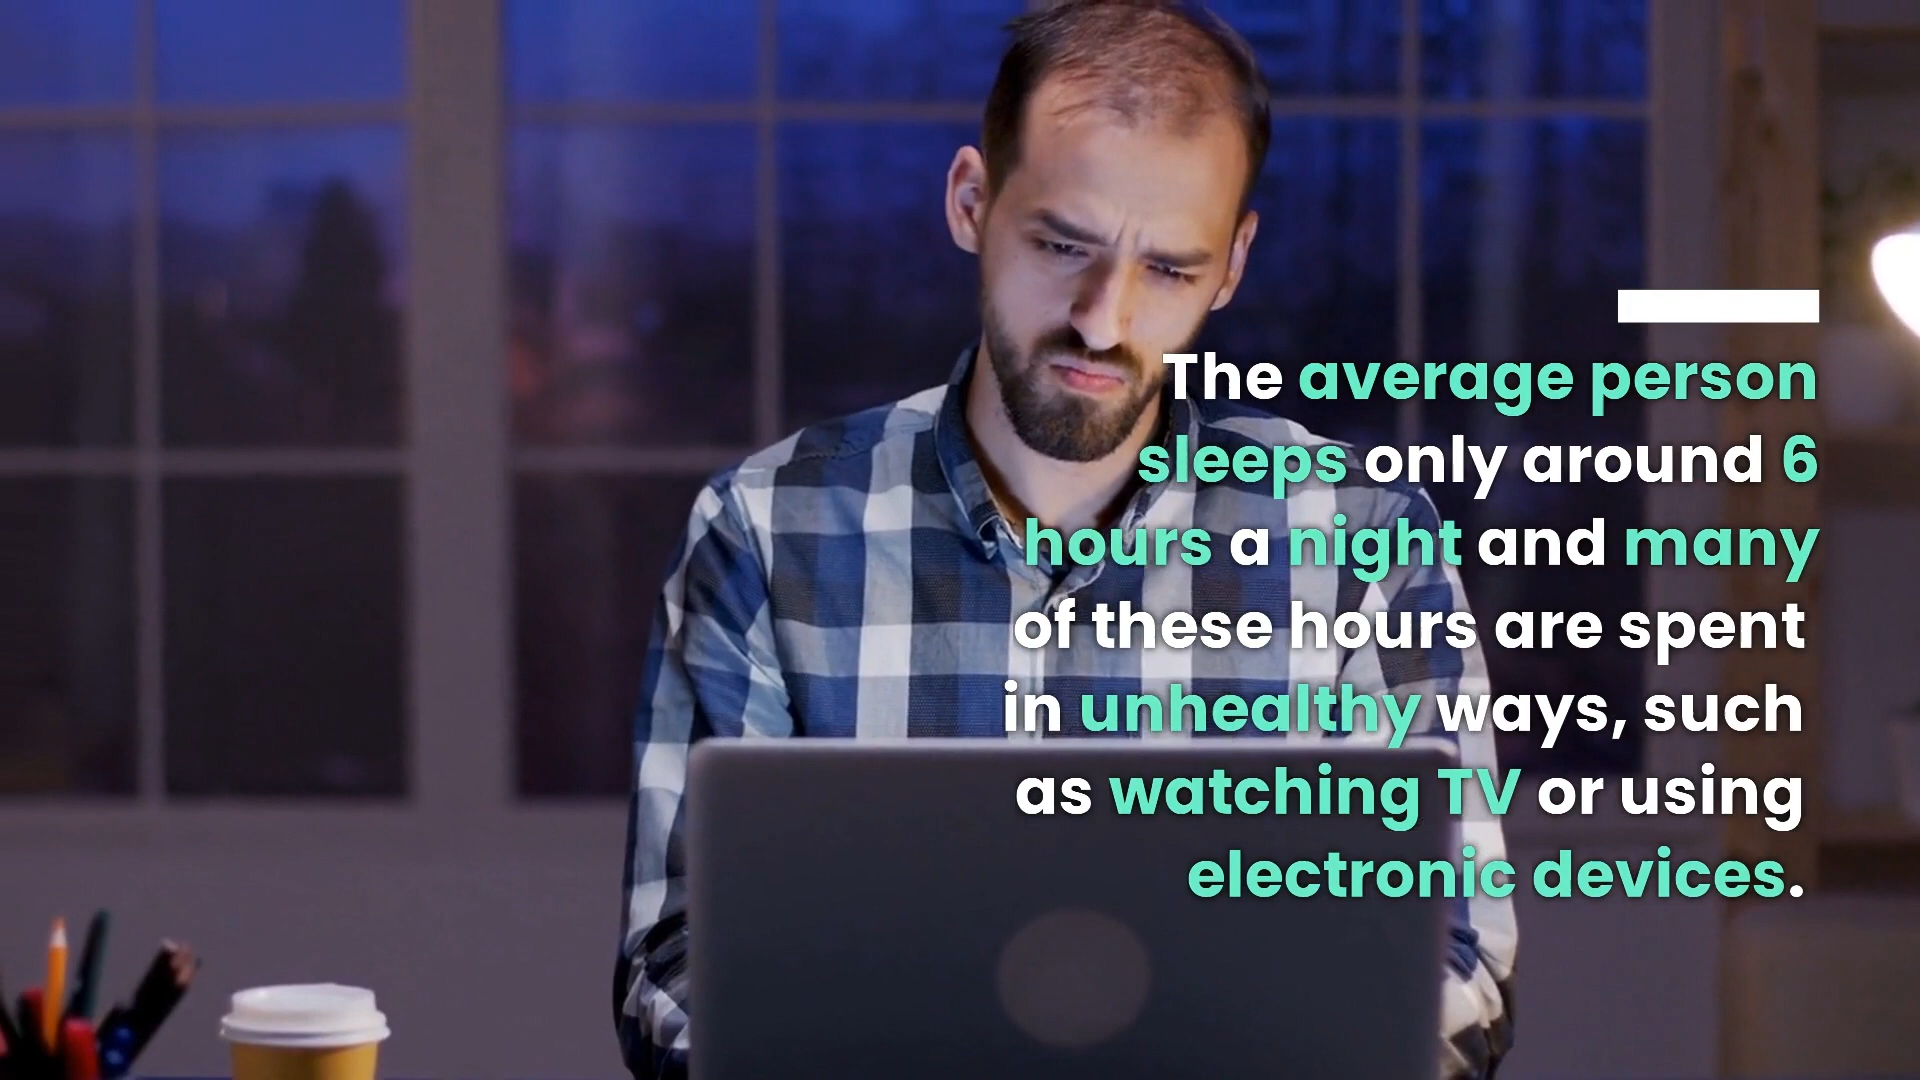 The average person
sleeps only around 6
hours a night and many
of these hours are spent
in unhealthy ways, such
as watching TV or using
electronic devices.